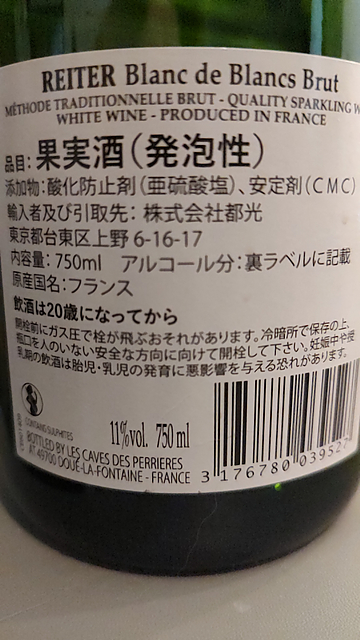 REITER Blanc de Blancs Brut
MÉTHODE TRADITIONNELLE BRUT - QUALITY SPARKLING
WHITE WINE - PRODUCED IN FRANCE
品目: 果実酒(発泡性)
添加物:酸化防止剤(亜硫酸塩)、安定剤(CMC)
輸入者及び引取先: 株式会社都光
東京都台東区上野 6-16-17
内容量: 750ml アルコール分:裏ラベルに記載
原産国名:フランス
飲酒は20歳になってから
開栓前にガス圧で栓が飛ぶおそれがあります。冷暗所で保存の上、
瓶口を人のいない安全な方向に向けて開栓して下さい。妊娠中や授
乳期の飲酒は胎児・乳児の発育に悪影響を与える恐れがあります。
CONTAINS SULPHITES
11%vol. 750 ml
BOTTLED BY LES CAVES DES PERRIERES
AT 49700 DOUÉ-LA-FONTAINE - FRANCE
3 176780 039527